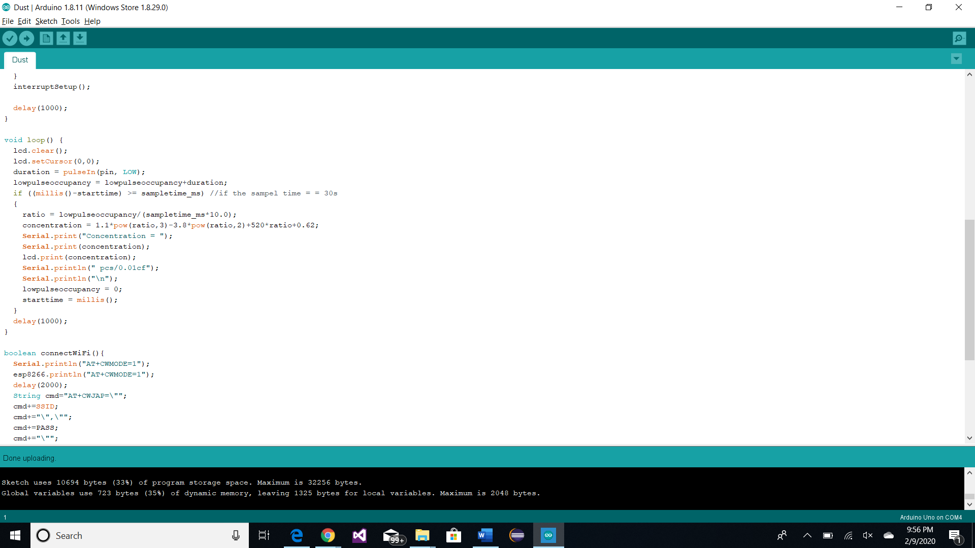 Dust | Arduino 1.8.11 (Windows Store 1.8.29.0)
File Edit Sketch Tools Help
Dust
}
interruptSetup();
delay(1000);
}
void loop() {
lcd.clear();
lcd.setCursor(0,0);
duration = pulseIn(pin, LOW);
lowpulseoccupancy = lowpulseoccupancy+duration;
if ((millis()-starttime) >= sampletime_ms) //if the sampel time = = 30s
{
ratio = lowpulseoccupancy/(sampletime_ms*10.0);
concentration = 1.1*pow(ratio,3)-3.8*pow(ratio,2)+520*ratio+0.62;
Serial.print("Concentration = ");
Serial.print(concentration);
lcd.print(concentration);
Serial.println(" pcs/0.01cf");
Serial.println("\n");
lowpulseoccupancy = 0;
starttime = millis();
}
delay(1000);
}
boolean connectWiFi(){
Serial.println("AT+CWMODE=1");
esp8266.println("AT+CWMODE=1");
delay(2000);
String cmd="AT+CWJAP=\"";
cmd+=SSID;
cmd+="\",\"";
cmd+=PASS;
cmd+="\"";
Done uploading.
Sketch uses 10694 bytes (33%) of program storage space. Maximum is 32256 bytes.
Global variables use 723 bytes (35%) of dynamic memory, leaving 1325 bytes for local variables. Maximum is 2048 bytes.
1
Arduino Uno on COM4
Search
99+
9:56 PM
2/9/2020
1